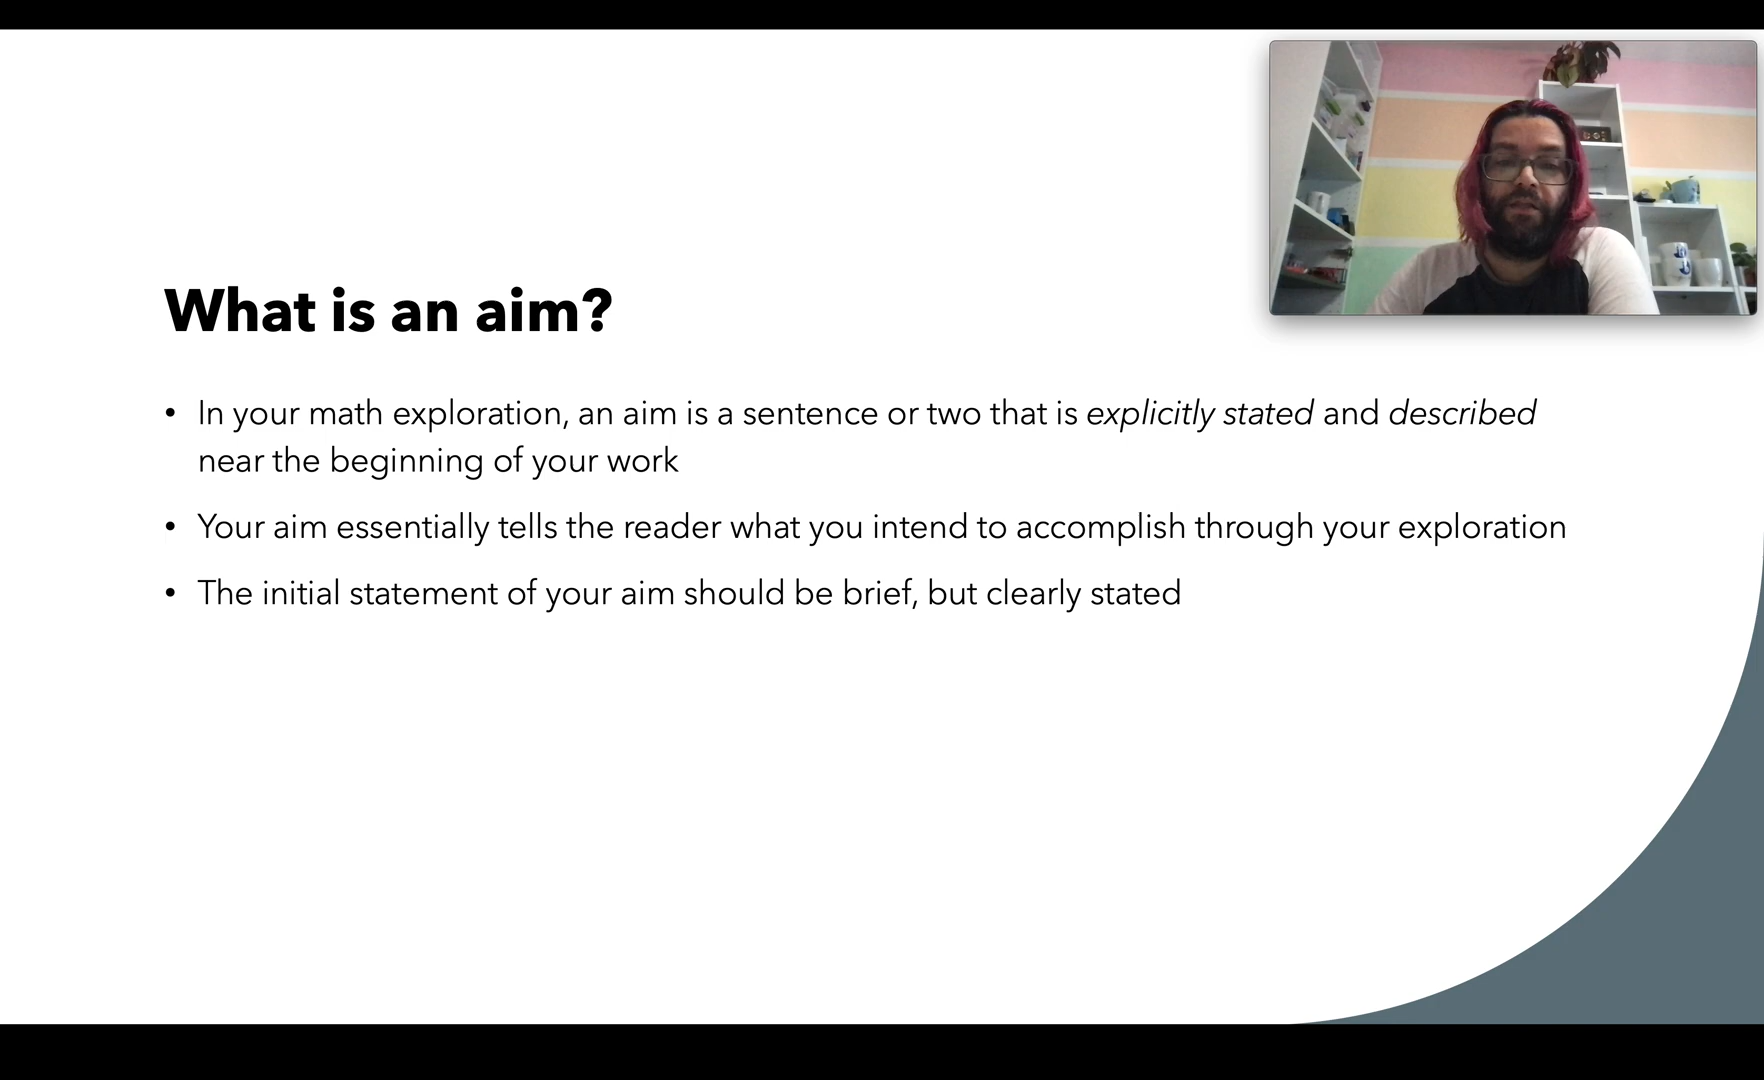 What is an aim?
• In your math exploration, an aim is a sentence or two that is explicitly stated and described
near the beginning of your work
• Your aim essentially tells the reader what you intend to accomplish through your exploration
• The initial statement of your aim should be brief, but clearly stated